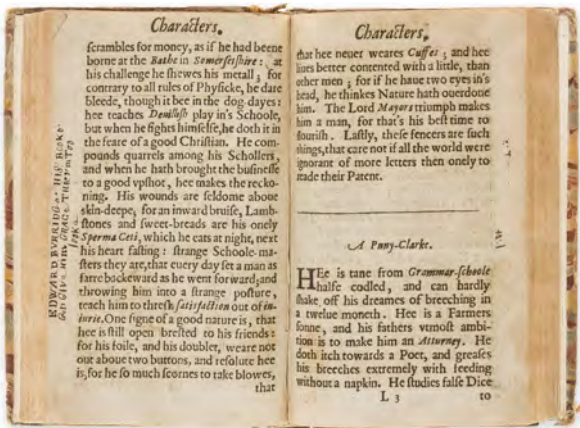 Characters.
scrambles for money, as if he had beene
borne at the Bathe in Somersetshire: at
his challenge he shewes his metall; for
contrary to all rules of Physicke, he dare
bleede, though it bee in the dog-dayes:
hee teaches Deuillish play in's Schoole,
but when he fights himselfe, he doth it in
the feare of a good Christian. He com-
pounds quarrels among his Schollers,
and when he hath brought the businesse
to a good vpshot, hee makes the recko-
ning. His wounds are seldome aboue
skin-deepe; for an inward bruise, Lamb-
stones and sweet-breads are his onely
Sperma Ceti, which he eats at night, next
his heart fasting: strange Schoole-ma-
sters they are, that euery day set a man as
farre backeward as he went forward; and
throwing him into a strange posture,
teach him to thresh satisfaction out of in-
iurie. One signe of a good nature is, that
hee is still open brested to his friends:
for his foile, and his doublet, weare not
out aboue two buttons, and resolute hee
is, for he so much scornes to take blowes,
that
EDWARD BVRRIDG HIS BOOKE
God Give him GRACE
Characters.
that hee neuer weares Cuffes; and hee
liues better contented with a little, than
other men; for if he haue two eyes in's
head, he thinkes Nature hath ouerdone
him. The Lord Mayors triumph makes
him a man, for that's his best time to
flourish. Lastly, these fencers are such
things, that care not if all the world were
ignorant of more letters then onely to
reade their Patent.
A Puny-Clarke.
HEe is tane from Grammar-schoole
halfe codled, and can hardly
shake off his dreames of breeching in
a twelue moneth. Hee is a Farmers
sonne, and his fathers vtmost ambi-
tion is to make him an Atturney. He
doth itch towards a Poet, and greases
his breeches extremely with feeding
without a napkin. He studies false Dice
L 3 to